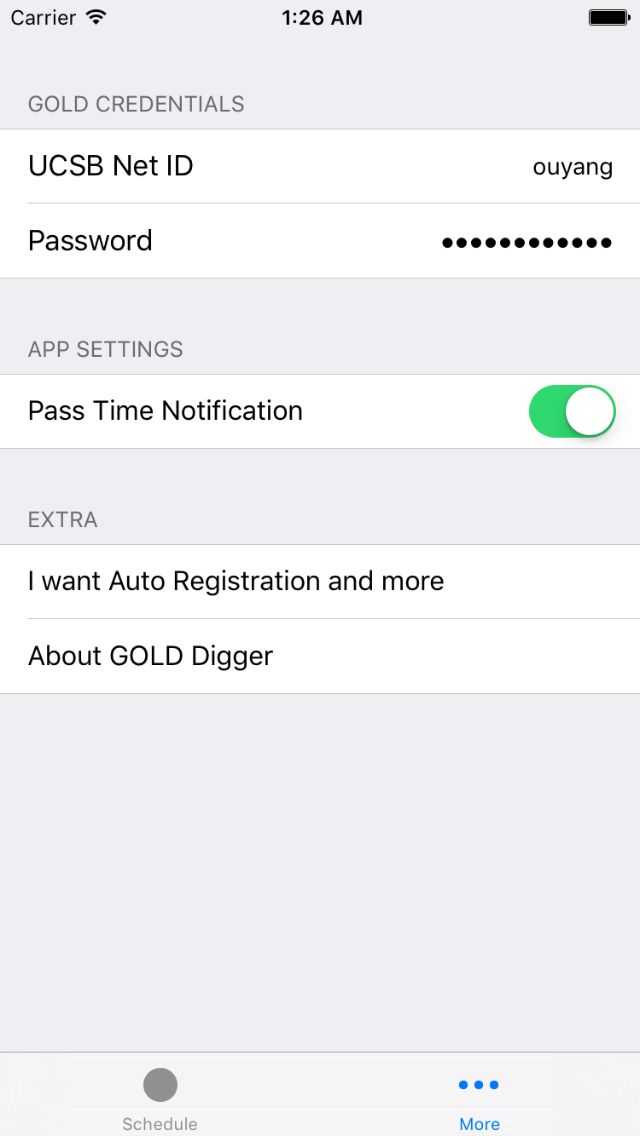 Carrier 1:26 AM
GOLD CREDENTIALS
UCSB Net ID ouyang
Password ●●●●●●●●●●●●
APP SETTINGS
Pass Time Notification
EXTRA
I want Auto Registration and more
About GOLD Digger
Schedule More